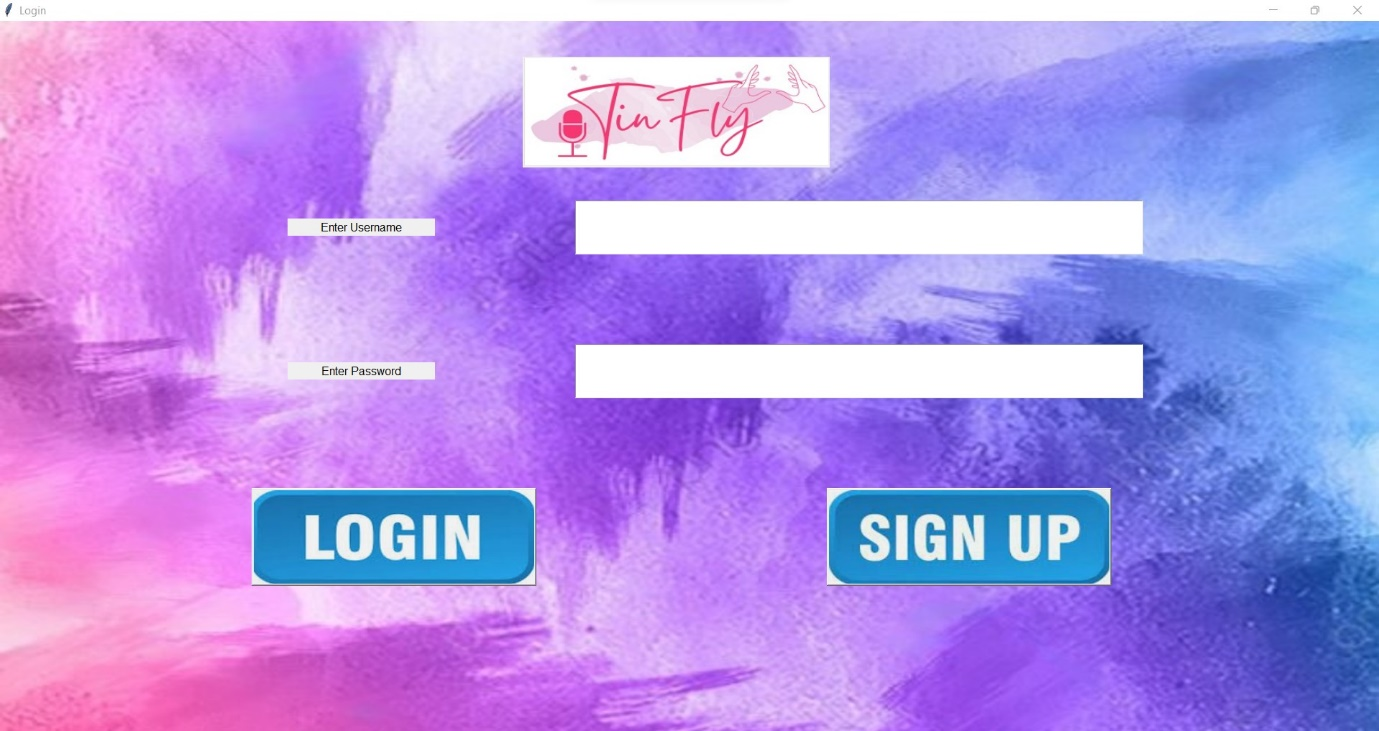 Login
Tin Fly
Enter Username
Enter Password
LOGIN
SIGN UP